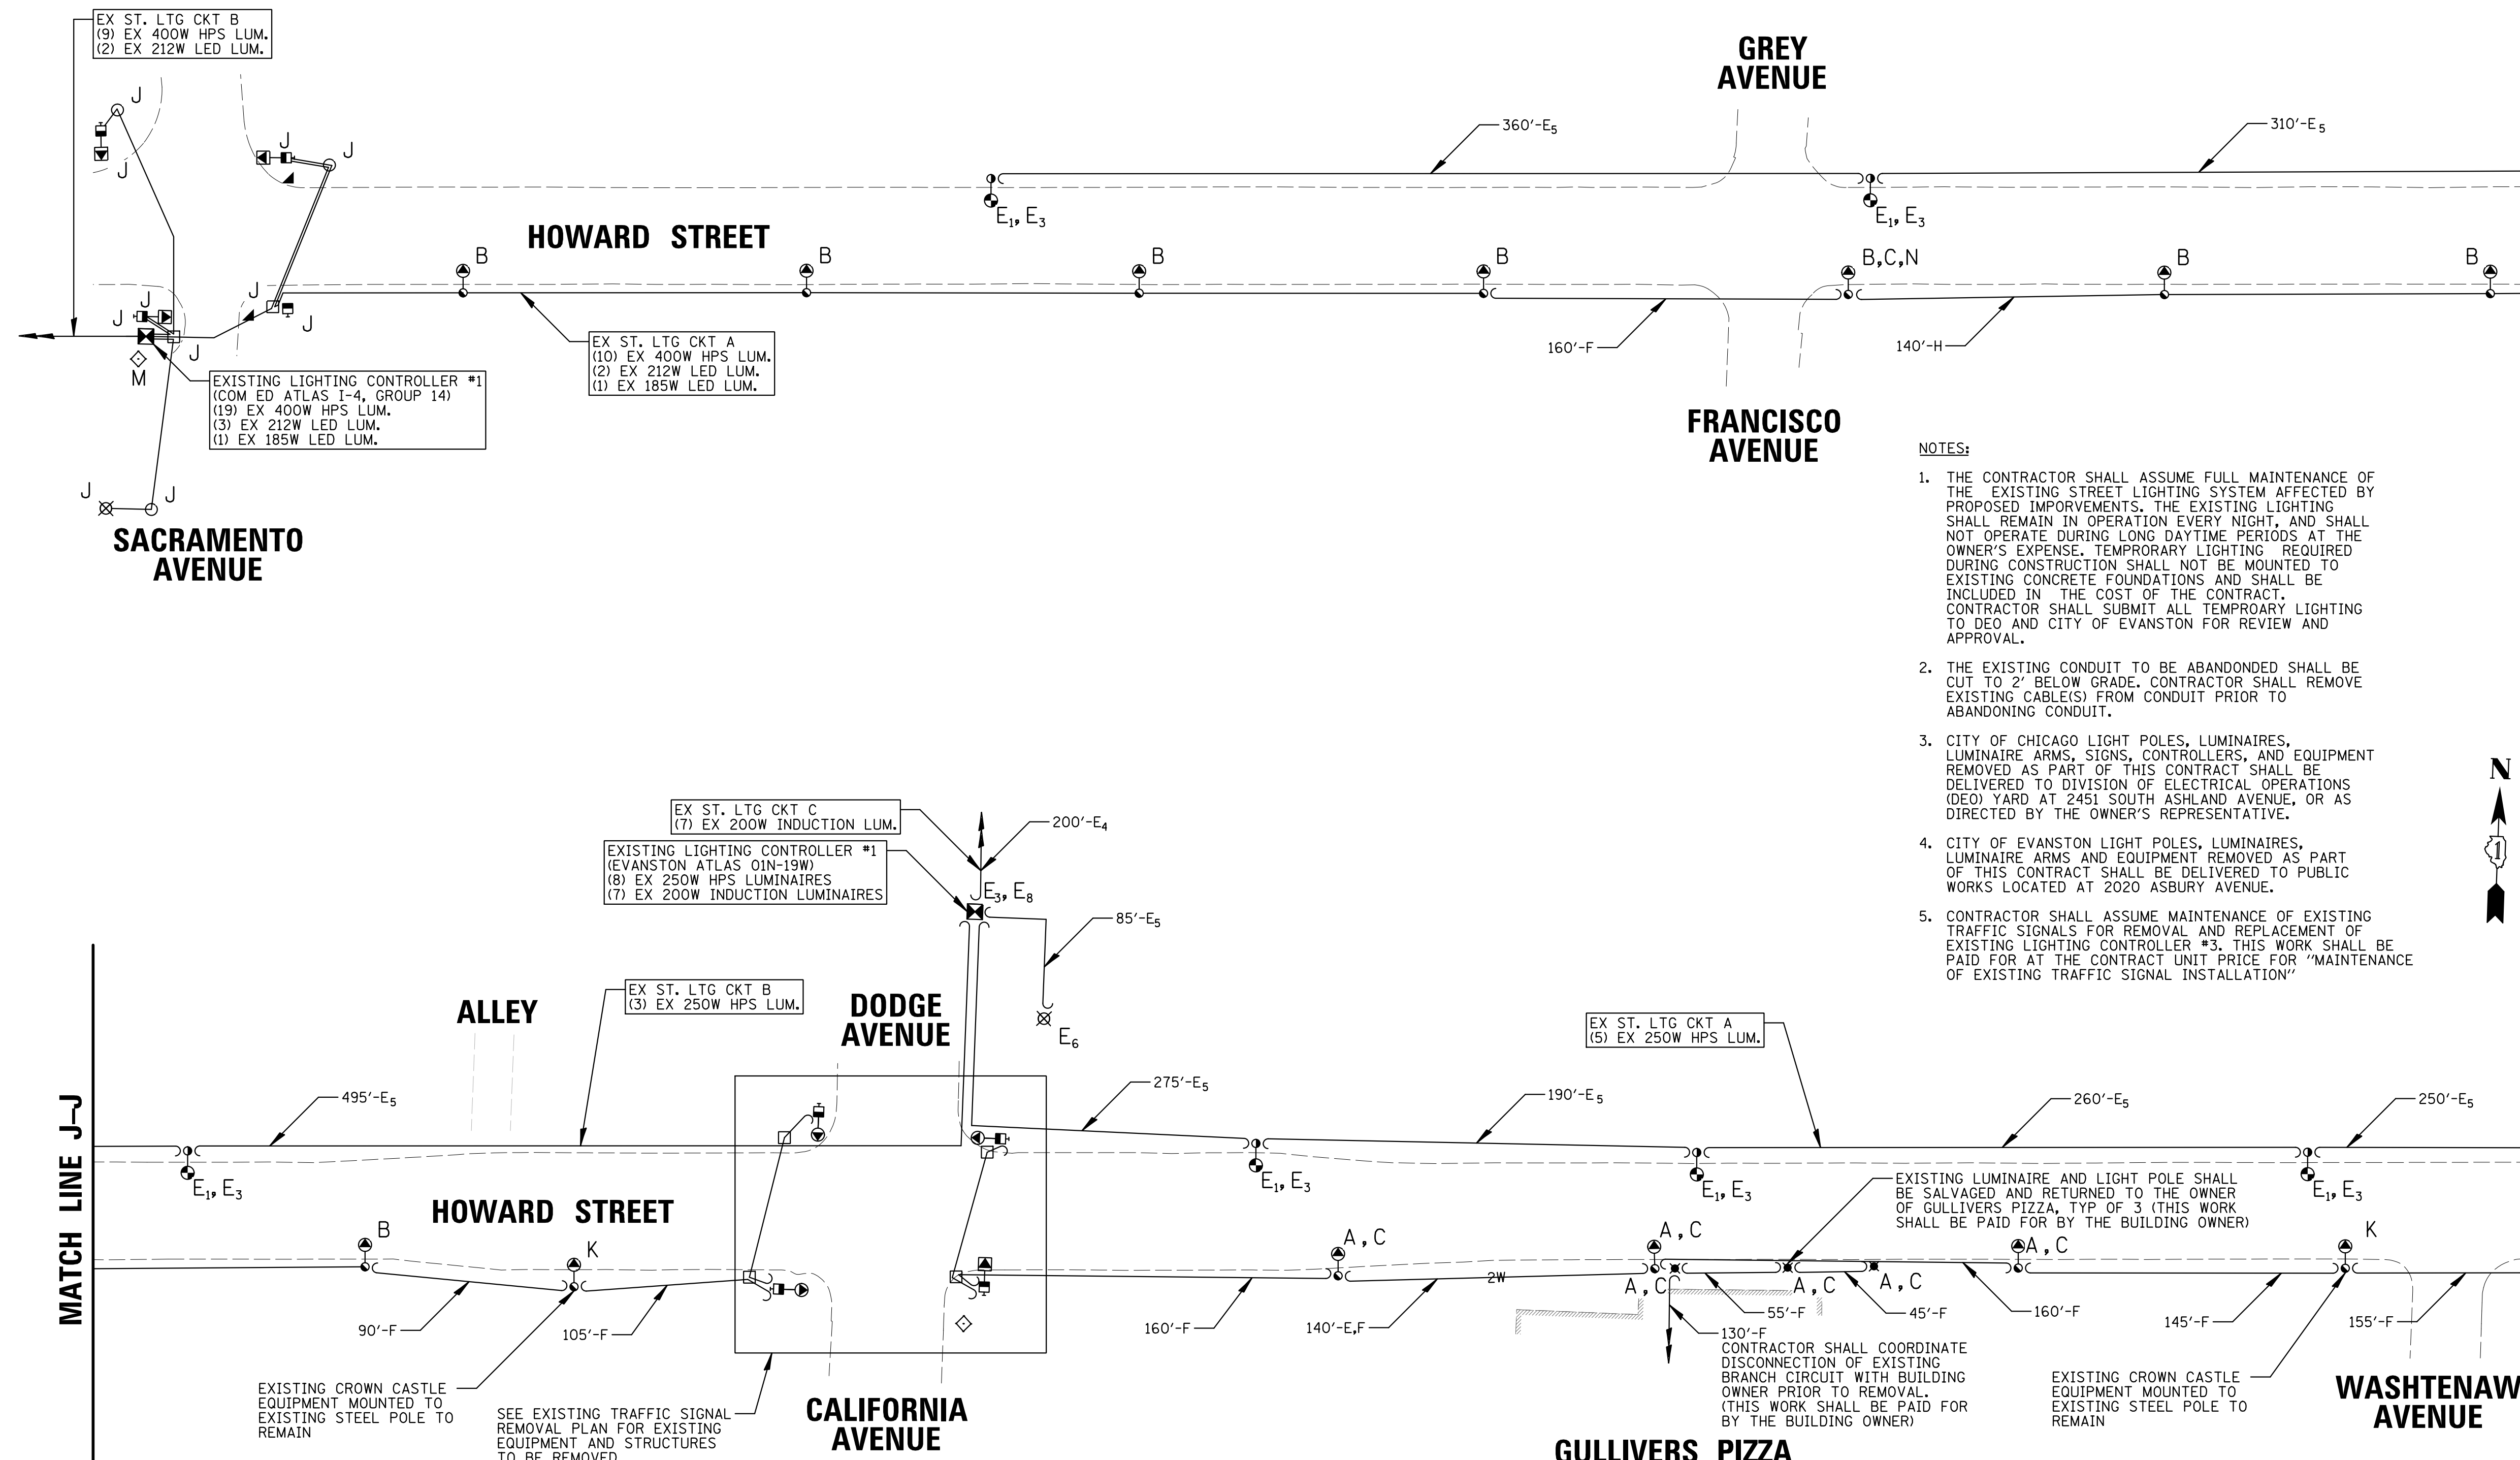 EX ST. LTG CKT B
(9) EX 400W HPS LUM.
(2) EX 212W LED LUM.
GREY
AVENUE
J
J
J
J
J
360'-E5
310'-E5
E1, E3
E1, E3
HOWARD STREET
B
B
B
B
B,C,N
B
B
J
J
J
J
J
M
160'-F
140'-H
EX ST. LTG CKT A
(10) EX 400W HPS LUM.
(2) EX 212W LED LUM.
(1) EX 185W LED LUM.
EXISTING LIGHTING CONTROLLER #1
(COM ED ATLAS I-4, GROUP 14)
(19) EX 400W HPS LUM.
(3) EX 212W LED LUM.
(1) EX 185W LED LUM.
FRANCISCO
AVENUE
J
J
SACRAMENTO
AVENUE
NOTES:
1. THE CONTRACTOR SHALL ASSUME FULL MAINTENANCE OF
THE EXISTING STREET LIGHTING SYSTEM AFFECTED BY
PROPOSED IMPORVEMENTS. THE EXISTING LIGHTING
SHALL REMAIN IN OPERATION EVERY NIGHT, AND SHALL
NOT OPERATE DURING LONG DAYTIME PERIODS AT THE
OWNER'S EXPENSE. TEMPRORARY LIGHTING REQUIRED
DURING CONSTRUCTION SHALL NOT BE MOUNTED TO
EXISTING CONCRETE FOUNDATIONS AND SHALL BE
INCLUDED IN THE COST OF THE CONTRACT.
CONTRACTOR SHALL SUBMIT ALL TEMPROARY LIGHTING
TO DEO AND CITY OF EVANSTON FOR REVIEW AND
APPROVAL.
2. THE EXISTING CONDUIT TO BE ABANDONDED SHALL BE
CUT TO 2' BELOW GRADE. CONTRACTOR SHALL REMOVE
EXISTING CABLE(S) FROM CONDUIT PRIOR TO
ABANDONING CONDUIT.
3. CITY OF CHICAGO LIGHT POLES, LUMINAIRES,
LUMINAIRE ARMS, SIGNS, CONTROLLERS, AND EQUIPMENT
REMOVED AS PART OF THIS CONTRACT SHALL BE
DELIVERED TO DIVISION OF ELECTRICAL OPERATIONS
(DEO) YARD AT 2451 SOUTH ASHLAND AVENUE, OR AS
DIRECTED BY THE OWNER'S REPRESENTATIVE.
4. CITY OF EVANSTON LIGHT POLES, LUMINAIRES,
LUMINAIRE ARMS AND EQUIPMENT REMOVED AS PART
OF THIS CONTRACT SHALL BE DELIVERED TO PUBLIC
WORKS LOCATED AT 2020 ASBURY AVENUE.
5. CONTRACTOR SHALL ASSUME MAINTENANCE OF EXISTING
TRAFFIC SIGNALS FOR REMOVAL AND REPLACEMENT OF
EXISTING LIGHTING CONTROLLER #3. THIS WORK SHALL BE
PAID FOR AT THE CONTRACT UNIT PRICE FOR "MAINTENANCE
OF EXISTING TRAFFIC SIGNAL INSTALLATION"
N
1
EX ST. LTG CKT C
(7) EX 200W INDUCTION LUM.
200'-E4
EXISTING LIGHTING CONTROLLER #1
(EVANSTON ATLAS 01N-19W)
(8) EX 250W HPS LUMINAIRES
(7) EX 200W INDUCTION LUMINAIRES
E3, E8
85'-E5
E6
EX ST. LTG CKT B
(3) EX 250W HPS LUM.
ALLEY
DODGE
AVENUE
EX ST. LTG CKT A
(5) EX 250W HPS LUM.
MATCH LINE J-J
495'-E5
275'-E5
190'-E5
260'-E5
250'-E5
E1, E3
E1, E3
E1, E3
E1, E3
EXISTING LUMINAIRE AND LIGHT POLE SHALL
BE SALVAGED AND RETURNED TO THE OWNER
OF GULLIVERS PIZZA, TYP OF 3 (THIS WORK
SHALL BE PAID FOR BY THE BUILDING OWNER)
HOWARD STREET
B
K
A , C
A , C
A , C
K
2W
A , C
A , C
A , C
90'-F
105'-F
160'-F
140'-E,F
55'-F
45'-F
160'-F
145'-F
155'-F
130'-F
CONTRACTOR SHALL COORDINATE
DISCONNECTION OF EXISTING
BRANCH CIRCUIT WITH BUILDING
OWNER PRIOR TO REMOVAL.
(THIS WORK SHALL BE PAID FOR
BY THE BUILDING OWNER)
EXISTING CROWN CASTLE
EQUIPMENT MOUNTED TO
EXISTING STEEL POLE TO
REMAIN
SEE EXISTING TRAFFIC SIGNAL
REMOVAL PLAN FOR EXISTING
EQUIPMENT AND STRUCTURES
TO BE REMOVED
CALIFORNIA
AVENUE
EXISTING CROWN CASTLE
EQUIPMENT MOUNTED TO
EXISTING STEEL POLE TO
REMAIN
WASHTENAW
AVENUE
GULLIVERS PIZZA